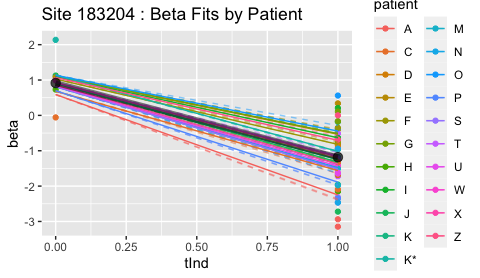 Site 183204 : Beta Fits by Patient
patient
2
1
0
-1
-2
-3
beta
0.00 0.25 0.50 0.75 1.00
tInd
A
C
D
E
F
G
H
I
J
K
K*
M
N
O
P
S
T
U
W
X
Z